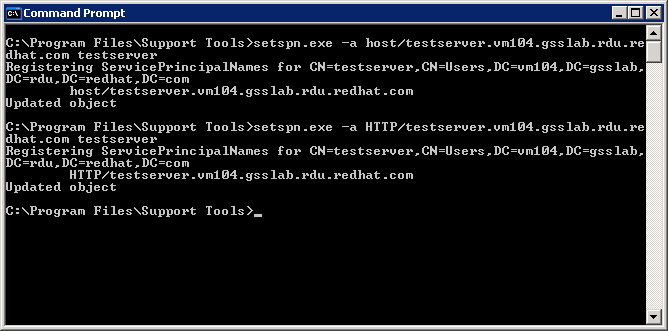 Command Prompt
C:\Program Files\Support Tools>setspn.exe -a host/testserver.vm104.gsslab.rdu.re
dhat.com testserver
Registering ServicePrincipalNames for CN=testserver,CN=Users,DC=vm104,DC=gsslab,
DC=rdu,DC=redhat,DC=com
        host/testserver.vm104.gsslab.rdu.redhat.com
Updated object
C:\Program Files\Support Tools>setspn.exe -a HTTP/testserver.vm104.gsslab.rdu.re
dhat.com testserver
Registering ServicePrincipalNames for CN=testserver,CN=Users,DC=vm104,DC=gsslab,
DC=rdu,DC=redhat,DC=com
        HTTP/testserver.vm104.gsslab.rdu.redhat.com
Updated object
C:\Program Files\Support Tools>_